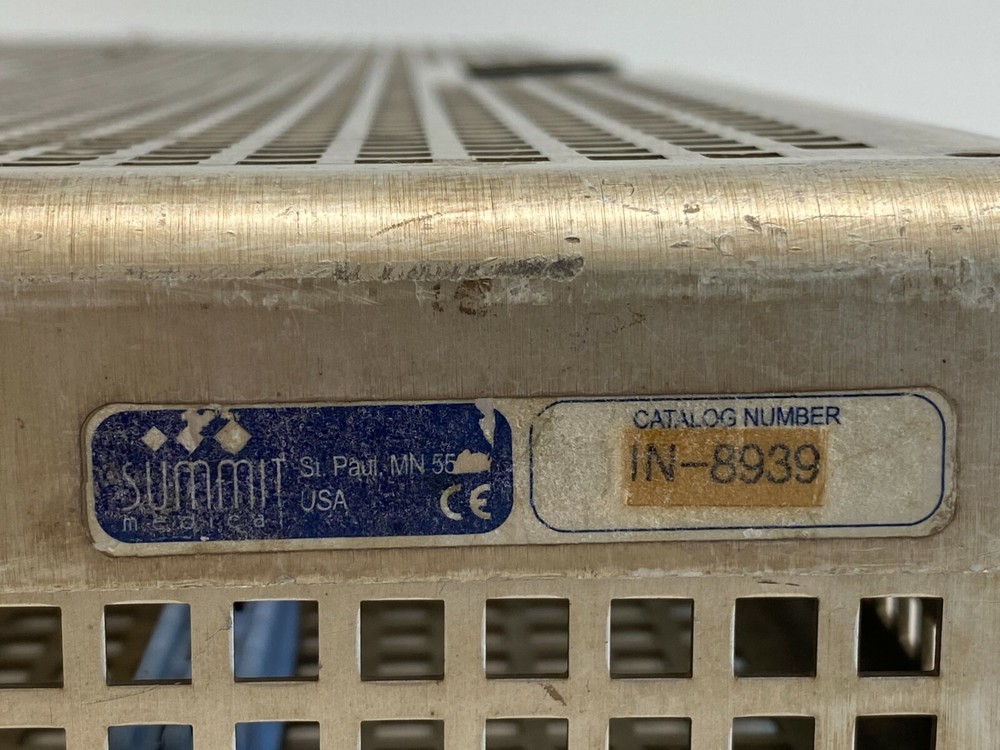 SUMMIT
medical
St. Paul, MN 55
USA
CE
CATALOG NUMBER
IN-8939